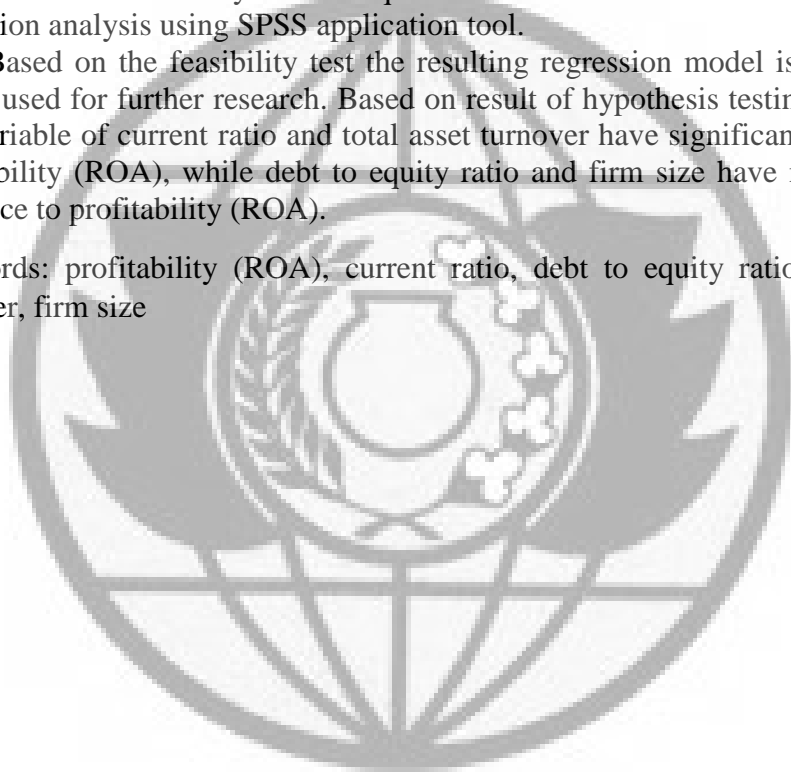 ion analysis using SPSS application tool.
Based on the feasibility test the resulting regression model is
used for further research. Based on result of hypothesis testin
riable of current ratio and total asset turnover have significan
bility (ROA), while debt to equity ratio and firm size have
ce to profitability (ROA).
rds: profitability (ROA), current ratio, debt to equity ratio
er, firm size